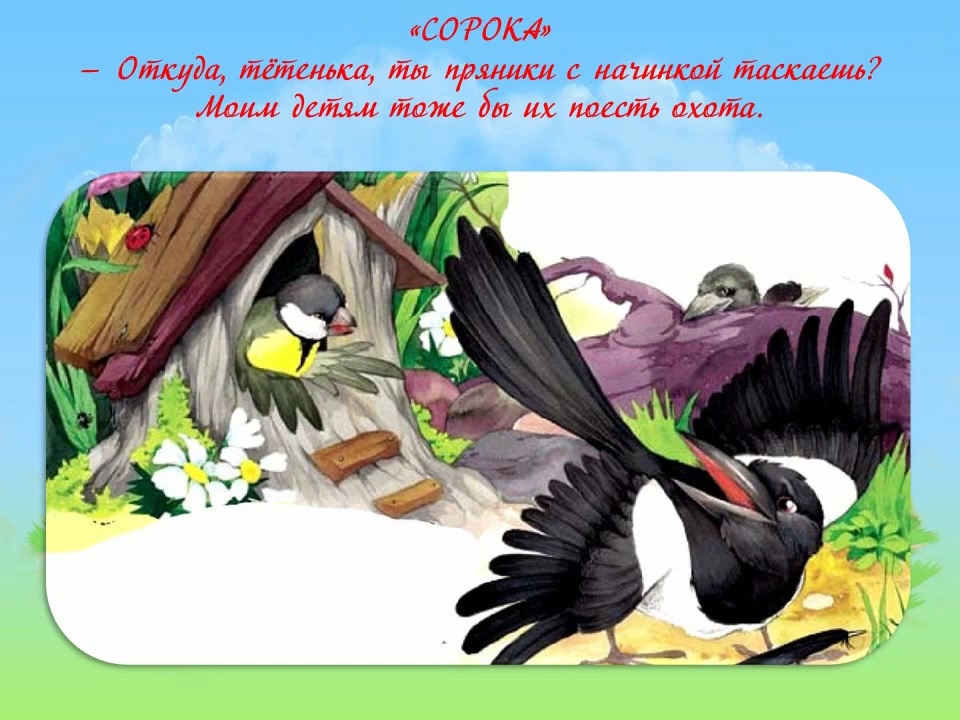 «СОРОКА»
– Откуда, тётенька, ты пряники с начинкой таскаешь?
Моим детям тоже бы их поесть охота.